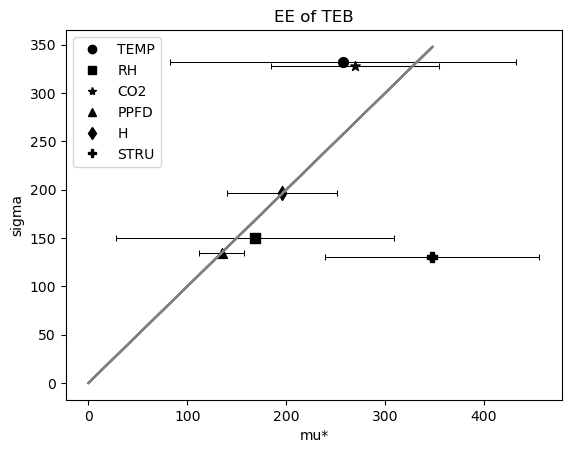 EE of TEB
TEMP
RH
CO2
PPFD
H
STRU
350
300
250
200
150
100
50
0
sigma
0 100 200 300 400
mu*